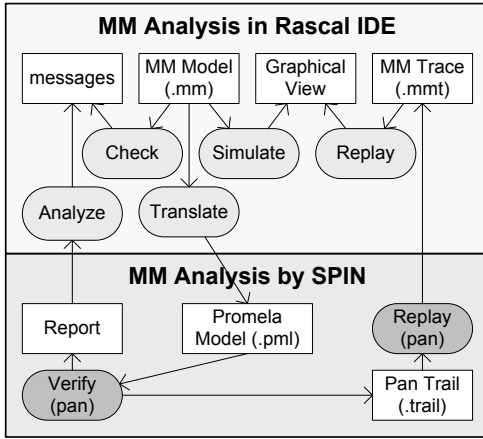 MM Analysis in Rascal IDE
messages
MM Model
(.mm)
Graphical
View
MM Trace
(.mmt)
Check
Simulate
Replay
Analyze
Translate
MM Analysis by SPIN
Report
Promela
Model (.pml)
Replay
(pan)
Verify
(pan)
Pan Trail
(.trail)